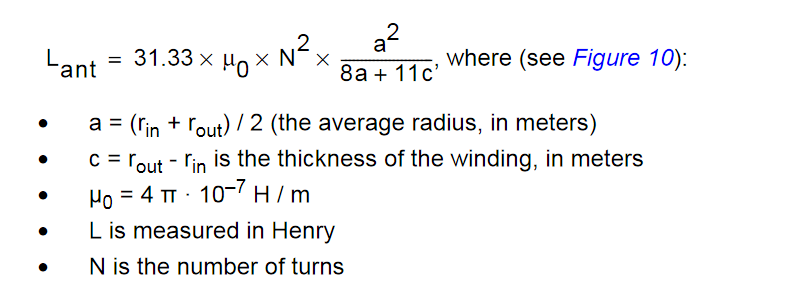 L_ant = 31.33 × μ₀ × N² × a² / (8a + 11c), where (see Figure 10):
• a = (r_in + r_out) / 2 (the average radius, in meters)
• c = r_out - r_in is the thickness of the winding, in meters
• μ₀ = 4 π · 10⁻⁷ H / m
• L is measured in Henry
• N is the number of turns